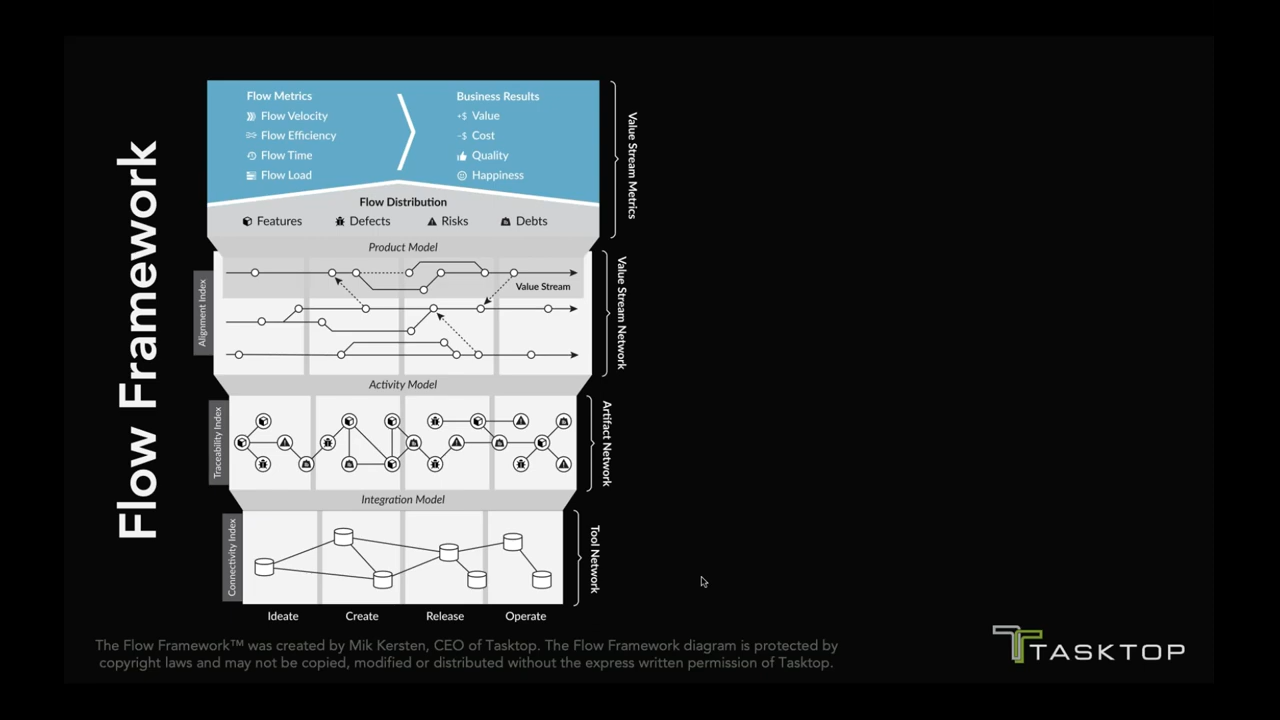 Flow Framework
Flow Metrics
Flow Velocity
Flow Efficiency
Flow Time
Flow Load
Business Results
+$ Value
-$ Cost
Quality
Happiness
Value Stream Metrics
Flow Distribution
Features
Defects
Risks
Debts
Product Model
Alignment Index
Value Stream
Value Stream Network
Activity Model
Traceability Index
Artifact Network
Integration Model
Connectivity Index
Tool Network
Ideate
Create
Release
Operate
The Flow Framework™ was created by Mik Kersten, CEO of Tasktop. The Flow Framework diagram is protected by
copyright laws and may not be copied, modified or distributed without the express written permission of Tasktop.
TASKTOP